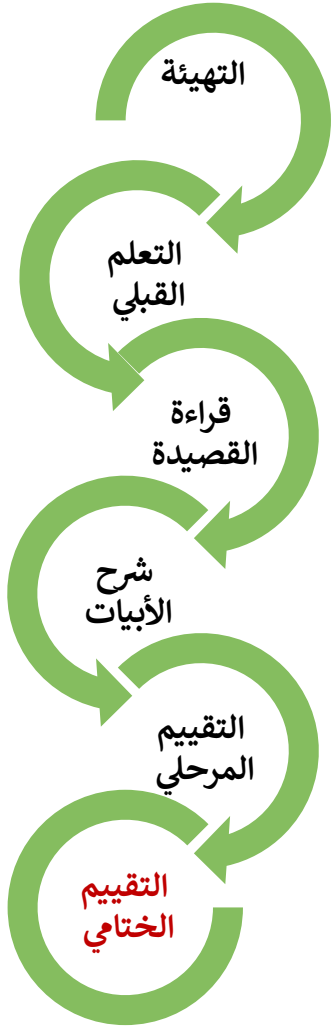 التهيئة
التعلم
القبلي
قراءة
القصيدة
شرح
الأبيات
التقييم
المرحلي
التقييم
الختامي